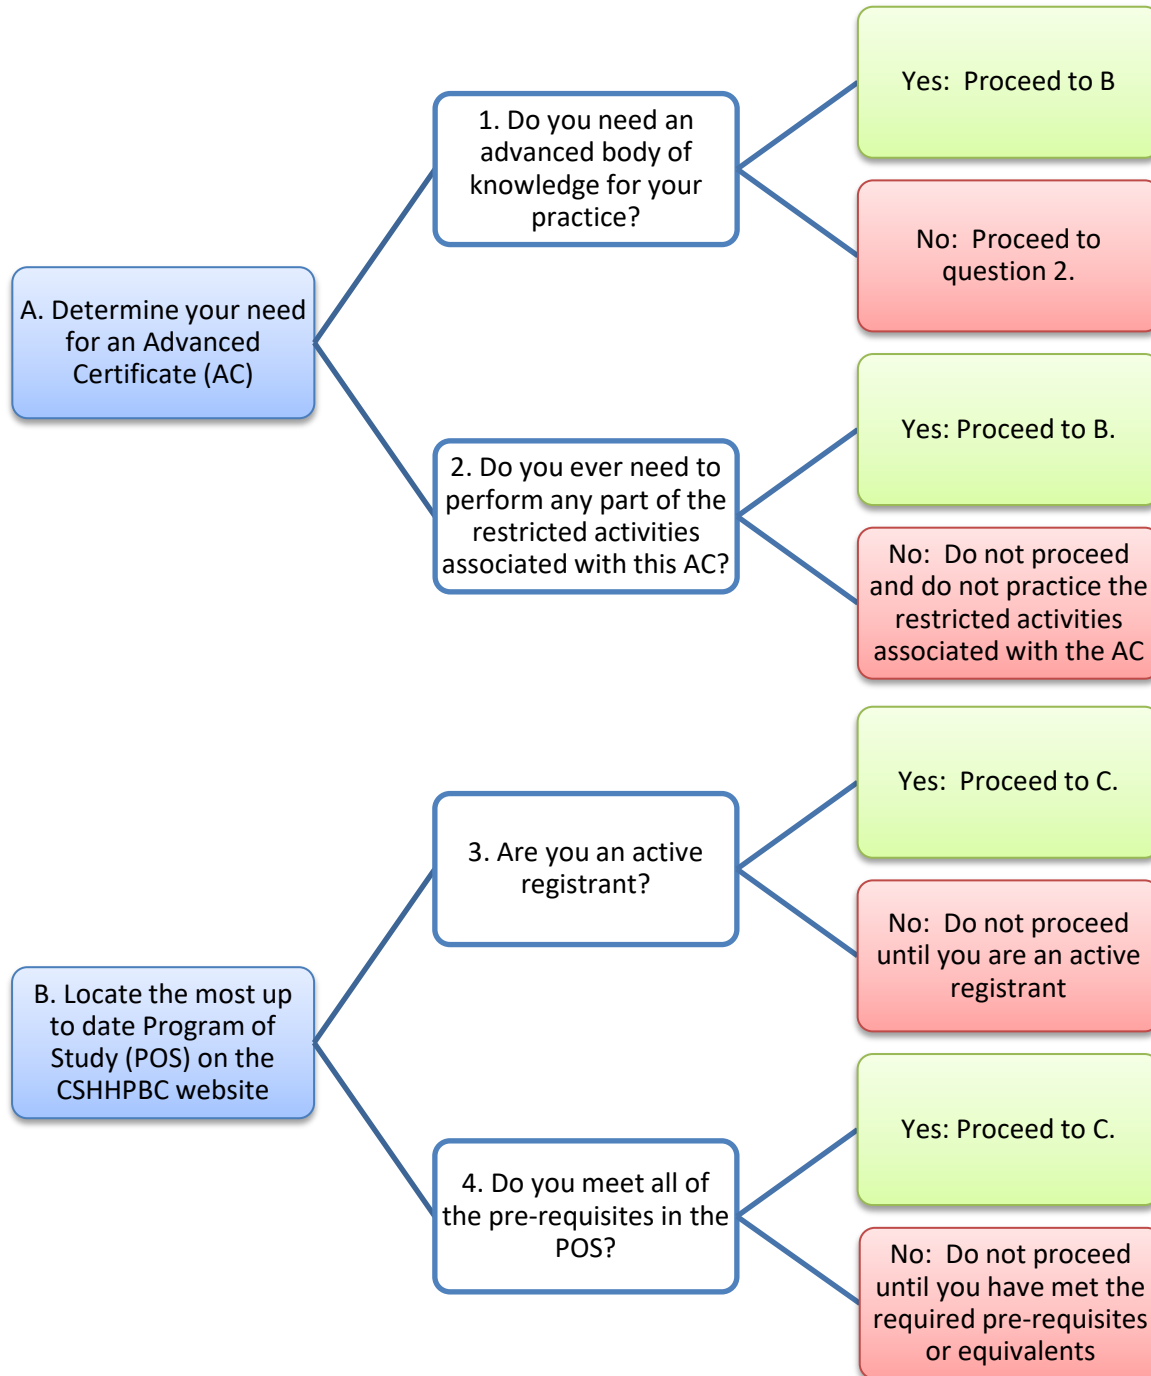 A. Determine your need
for an Advanced
Certificate (AC)
1. Do you need an
advanced body of
knowledge for your
practice?
Yes:  Proceed to B
No:  Proceed to
question 2.
2. Do you ever need to
perform any part of the
restricted activities
associated with this AC?
Yes: Proceed to B.
No:  Do not proceed
and do not practice the
restricted activities
associated with the AC
B. Locate the most up
to date Program of
Study (POS) on the
CSHHPBC website
3. Are you an active
registrant?
Yes:  Proceed to C.
No:  Do not proceed
until you are an active
registrant
4. Do you meet all of
the pre-requisites in the
POS?
Yes: Proceed to C.
No:  Do not proceed
until you have met the
required pre-requisites
or equivalents